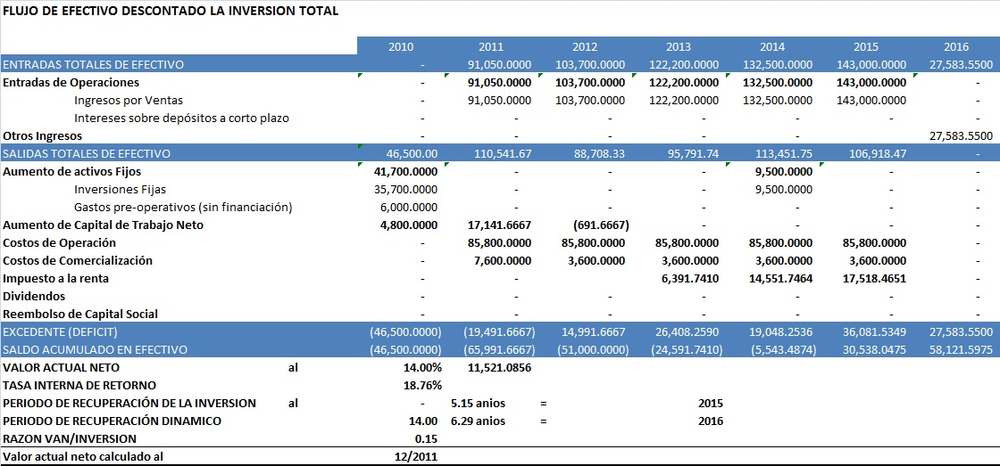 FLUJO DE EFECTIVO DESCONTADO LA INVERSION TOTAL
2010 2011 2012 2013 2014 2015 2016
ENTRADAS TOTALES DE EFECTIVO - 91,050.0000 103,700.0000 122,200.0000 132,500.0000 143,000.0000 27,583.5500
Entradas de Operaciones - 91,050.0000 103,700.0000 122,200.0000 132,500.0000 143,000.0000 -
Ingresos por Ventas - 91,050.0000 103,700.0000 122,200.0000 132,500.0000 143,000.0000 -
Intereses sobre depósitos a corto plazo - - - - - - -
Otros Ingresos - - - - - - 27,583.5500
SALIDAS TOTALES DE EFECTIVO 46,500.00 110,541.67 88,708.33 95,791.74 113,451.75 106,918.47 -
Aumento de activos Fijos 41,700.0000 - - - 9,500.0000 - -
Inversiones Fijas 35,700.0000 - - - 9,500.0000 - -
Gastos pre-operativos (sin financiación) 6,000.0000 - - - - - -
Aumento de Capital de Trabajo Neto 4,800.0000 17,141.6667 (691.6667) - - - -
Costos de Operación - 85,800.0000 85,800.0000 85,800.0000 85,800.0000 85,800.0000 -
Costos de Comercialización - 7,600.0000 3,600.0000 3,600.0000 3,600.0000 3,600.0000 -
Impuesto a la renta - - - 6,391.7410 14,551.7464 17,518.4651 -
Dividendos - - - - - - -
Reembolso de Capital Social - - - - - - -
EXCEDENTE (DEFICIT) (46,500.0000) (19,491.6667) 14,991.6667 26,408.2590 19,048.2536 36,081.5349 27,583.5500
SALDO ACUMULADO EN EFECTIVO (46,500.0000) (65,991.6667) (51,000.0000) (24,591.7410) (5,543.4874) 30,538.0475 58,121.5975
VALOR ACTUAL NETO al 14.00% 11,521.0856
TASA INTERNA DE RETORNO 18.76%
PERIODO DE RECUPERACIÓN DE LA INVERSION al - 5.15 anios = 2015
PERIODO DE RECUPERACIÓN DINAMICO 14.00 6.29 anios = 2016
RAZON VAN/INVERSION 0.15
Valor actual neto calculado al 12/2011